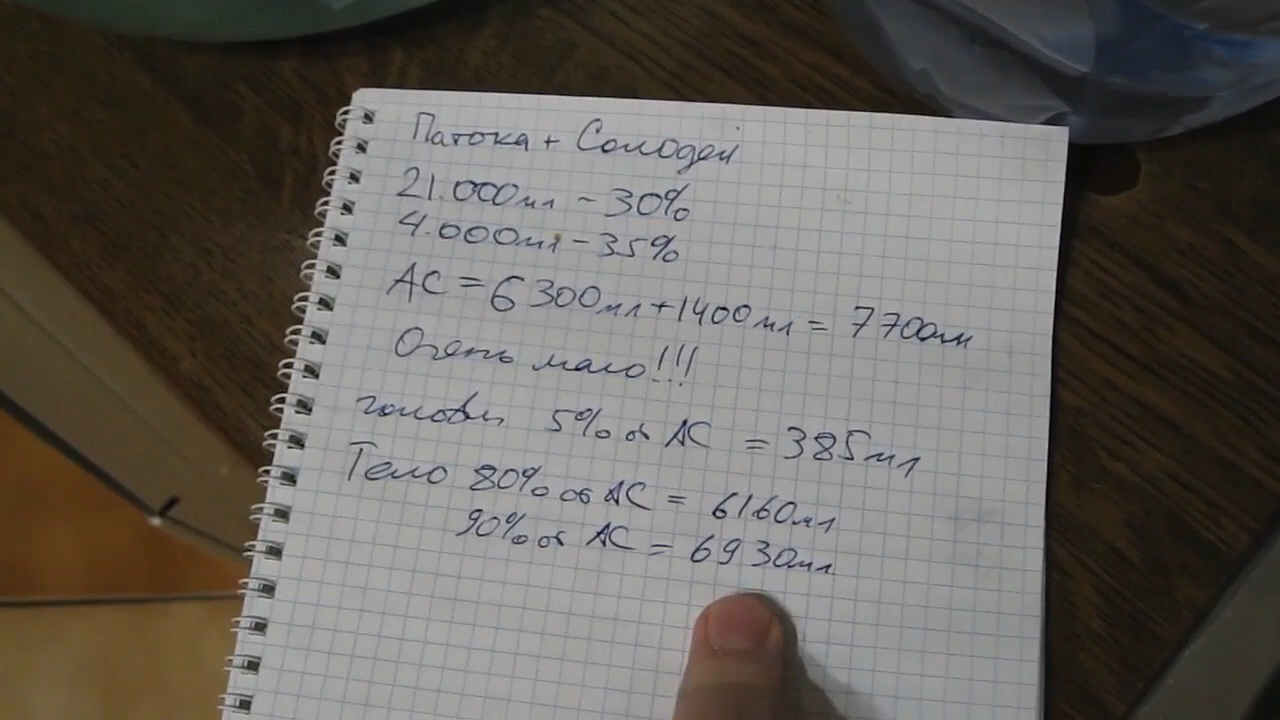 Патока + Солодей
21.000мл - 30%
4.000мл - 35%
АС = 6300мл + 1400мл = 7700мл
Очень мало!!!
головы 5% от АС = 385мл
Тело 80% от АС = 6160мл
90% от АС = 6930мл